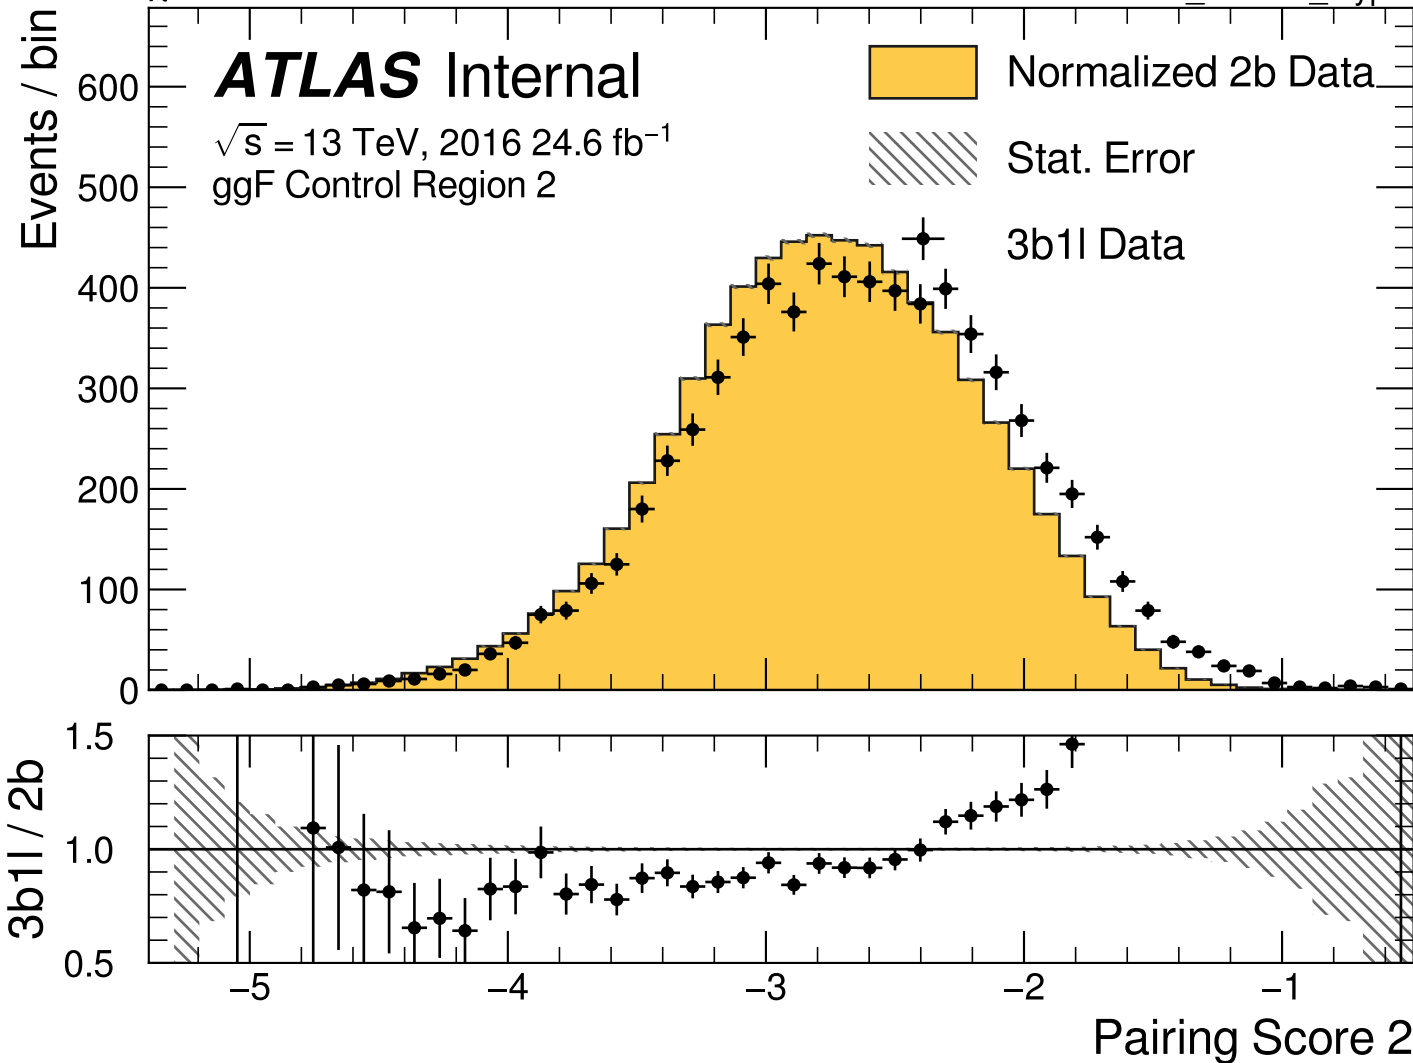 ATLAS Internal
√s = 13 TeV, 2016 24.6 fb⁻¹
ggF Control Region 2
Normalized 2b Data
Stat. Error
3b1l Data
Events / bin
600
500
400
300
200
100
0
3b1l / 2b
1.5
1.0
0.5
−5 −4 −3 −2 −1
Pairing Score 2